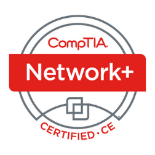 CompTIA.
Network+
CERTIFIED • CE